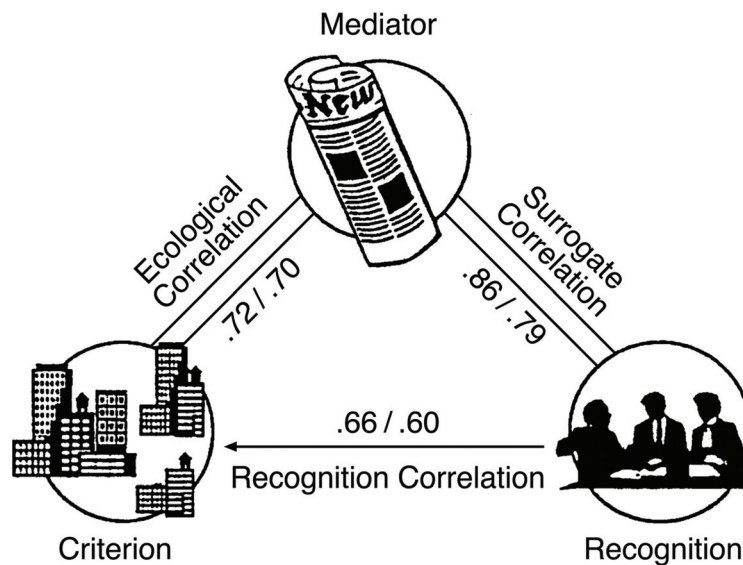 Mediator
New
Ecological
Correlation
.72 / .70
Surrogate
Correlation
.86 / .79
.66 / .60
Recognition Correlation
Criterion
Recognition